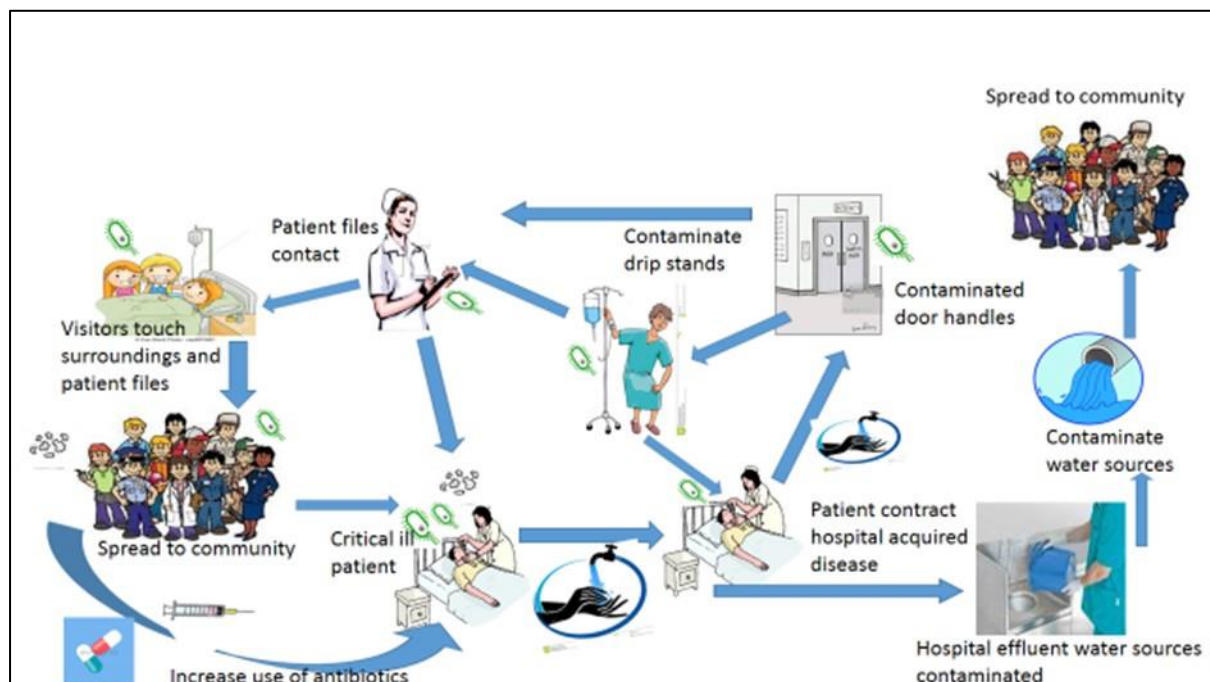 Spread to community
Patient files
contact
Contaminate
drip stands
Contaminated
door handles
Visitors touch
surroundings and
patient files
Contaminate
water sources
Spread to community
Critical ill
patient
Patient contract
hospital acquired
disease
Hospital effluent water sources
contaminated
Increase use of antibiotics